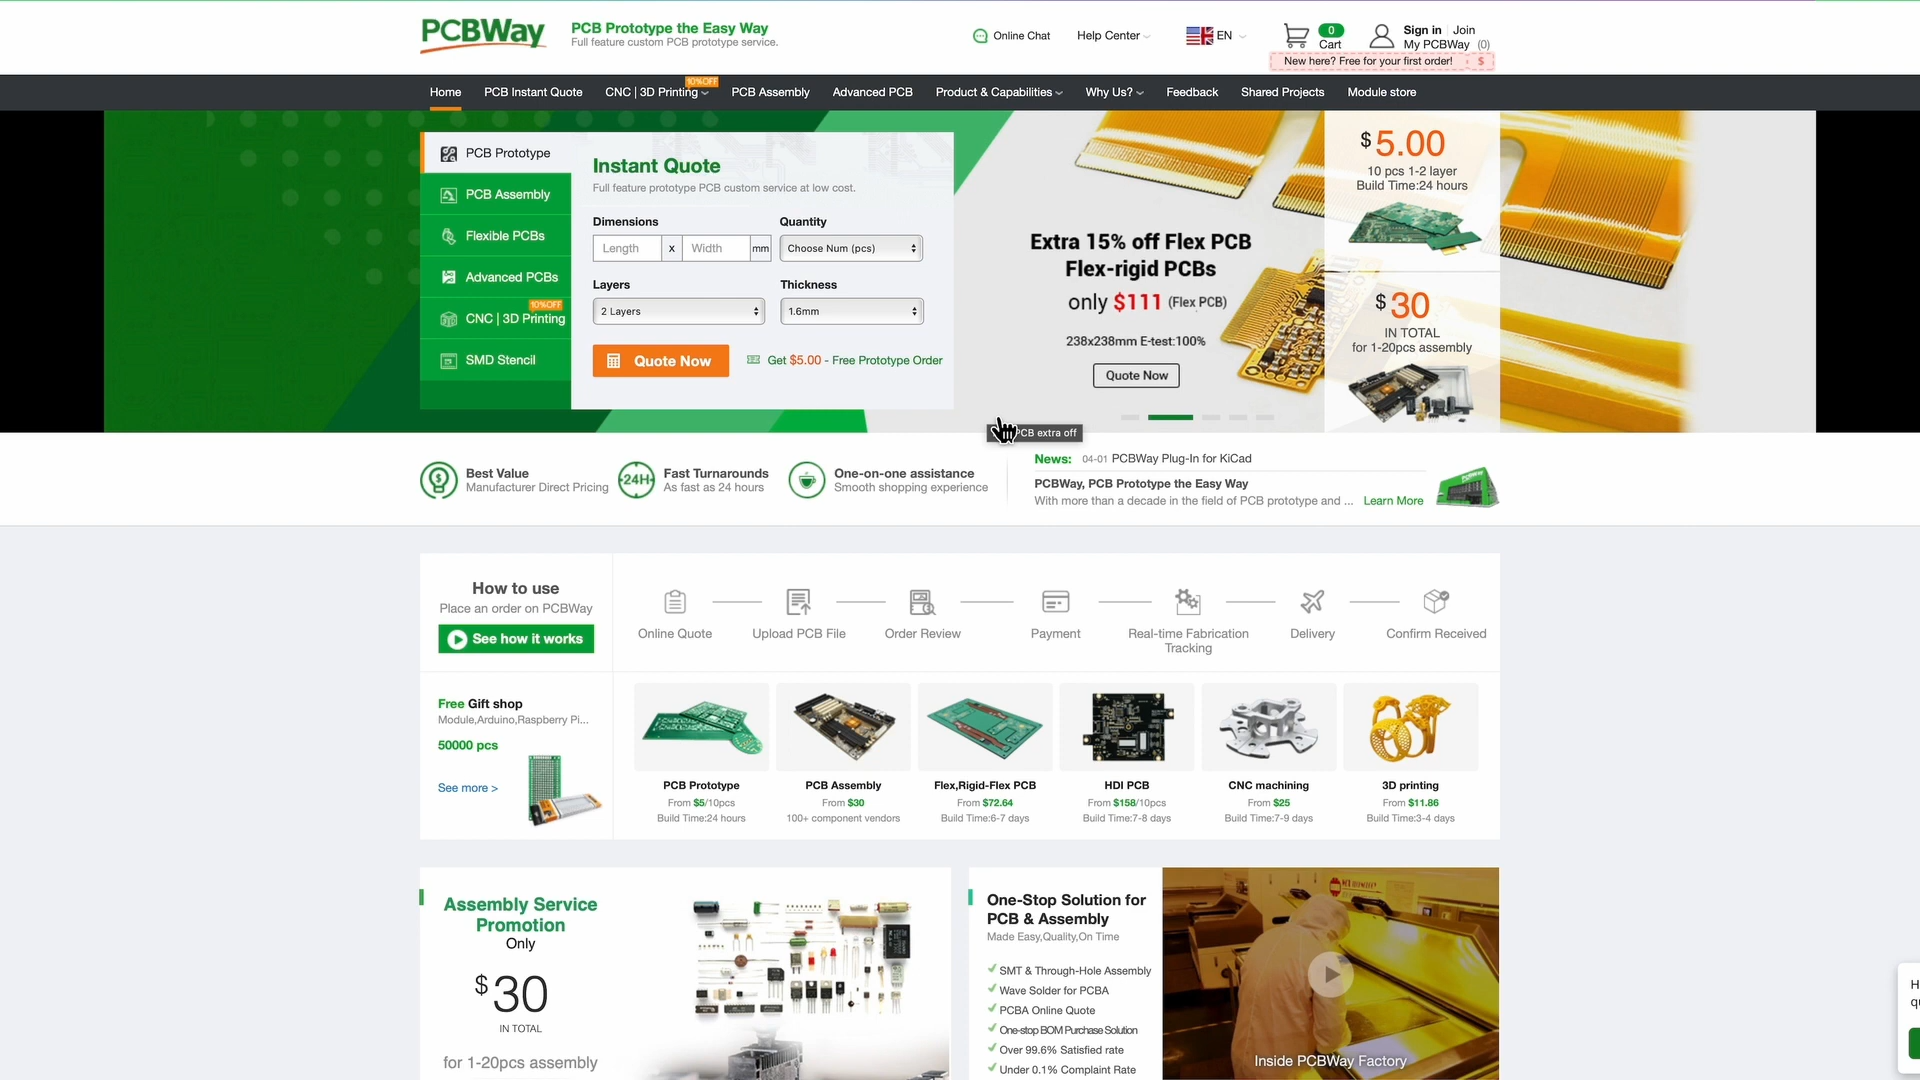 PCBWay
PCB Prototype the Easy Way
Full feature custom PCB prototype service.
Online Chat
Help Center
EN
0
Cart
Sign in Join
My PCBWay (0)
New here? Free for your first order! $
Home
PCB Instant Quote
CNC | 3D Printing
10%OFF
PCB Assembly
Advanced PCB
Product & Capabilities
Why Us?
Feedback
Shared Projects
Module store
PCB Prototype
PCB Assembly
Flexible PCBs
Advanced PCBs
10%OFF
CNC | 3D Printing
SMD Stencil
Instant Quote
Full feature prototype PCB custom service at low cost.
Dimensions
Quantity
Length x Width mm
Choose Num (pcs)
Layers
Thickness
2 Layers
1.6mm
Quote Now
Get $5.00 - Free Prototype Order
Extra 15% off Flex PCB
Flex-rigid PCBs
only $111 (Flex PCB)
238x238mm E-test:100%
Quote Now
$5.00
10 pcs 1-2 layer
Build Time:24 hours
$30
IN TOTAL
for 1-20pcs assembly
PCB extra off
Best Value
Manufacturer Direct Pricing
24H
Fast Turnarounds
As fast as 24 hours
One-on-one assistance
Smooth shopping experience
News: 04-01 PCBWay Plug-In for KiCad
PCBWay, PCB Prototype the Easy Way
With more than a decade in the field of PCB prototype and ... Learn More
How to use
Place an order on PCBWay
See how it works
Online Quote
Upload PCB File
Order Review
Payment
Real-time Fabrication
Tracking
Delivery
Confirm Received
Free Gift shop
Module,Arduino,Raspberry Pi...
50000 pcs
See more >
PCB Prototype
From $5/10pcs
Build Time:24 hours
PCB Assembly
From $30
100+ component vendors
Flex,Rigid-Flex PCB
From $72.64
Build Time:6-7 days
HDI PCB
From $158/10pcs
Build Time:7-8 days
CNC machining
From $25
Build Time:7-9 days
3D printing
From $11.86
Build Time:3-4 days
Assembly Service
Promotion
Only
$30
IN TOTAL
for 1-20pcs assembly
One-Stop Solution for
PCB & Assembly
Made Easy,Quality,On Time
SMT & Through-Hole Assembly
Wave Solder for PCBA
PCBA Online Quote
One-stop BOM Purchase Solution
Over 99.6% Satisfied rate
Under 0.1% Complaint Rate
Inside PCBWay Factory